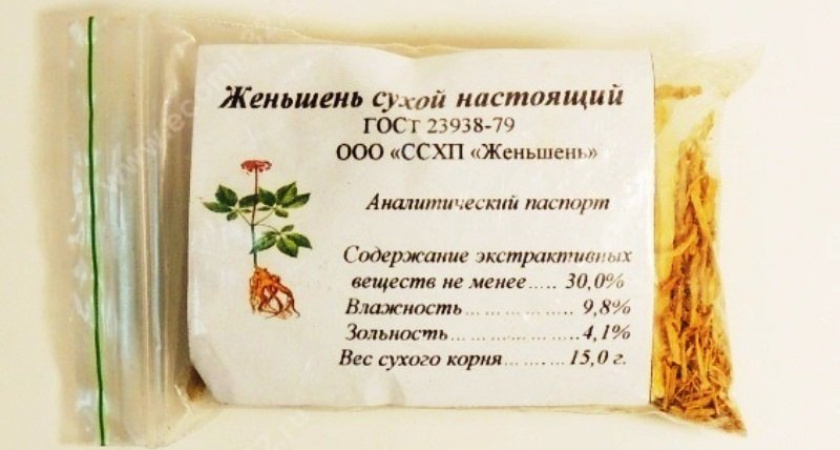 Женьшень сухой настоящий
ГОСТ 23938-79
ООО «ССХП «Женьшень»
Аналитический паспорт
Содержание экстрактивных
веществ не менее..... 30,0%
Влажность................ 9,8%
Зольность..................4,1%
Вес сухого корня..........15,0 г.